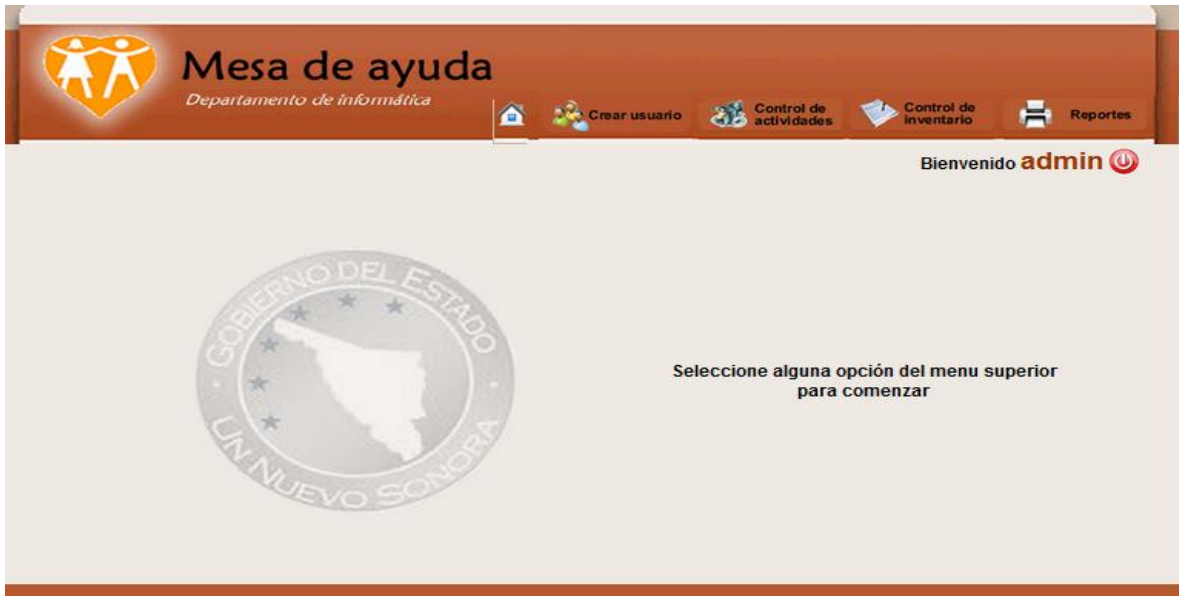 Mesa de ayuda
Departamento de informática
Crear usuario
Control de
actividades
Control de
inventario
Reportes
Bienvenido admin
GOBIERNO DEL ESTADO
UN NUEVO SONORA
Seleccione alguna opción del menu superior
para comenzar